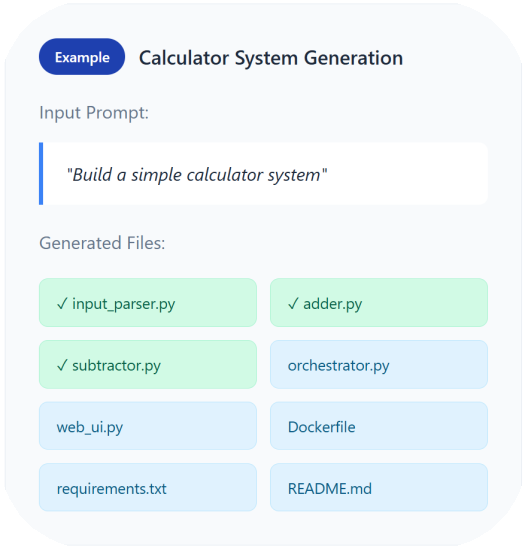 Example
Calculator System Generation
Input Prompt:
"Build a simple calculator system"
Generated Files:
✓ input_parser.py
✓ adder.py
✓ subtractor.py
orchestrator.py
web_ui.py
Dockerfile
requirements.txt
README.md